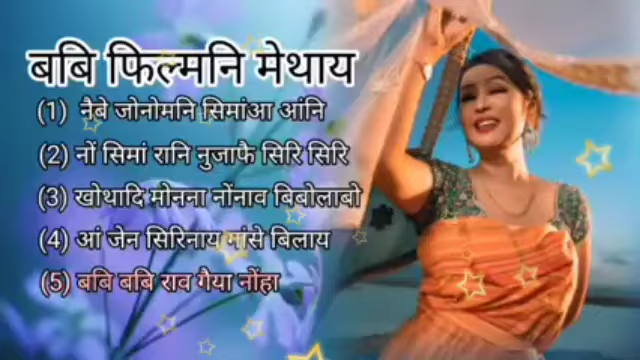 बबि फिल्मनि मेथाय
(1) नैबे जोनोमनि सिमांआ आंनि
(2) नों सिमां रानि नुजाफै सिरि सिरि
(3) खोथादि मोनना नोंनाव बिबोलाबो
(4) आं जेन सिरिनाय गांसे बिलाय
(5) बबि बबि राव गैया नोंहा